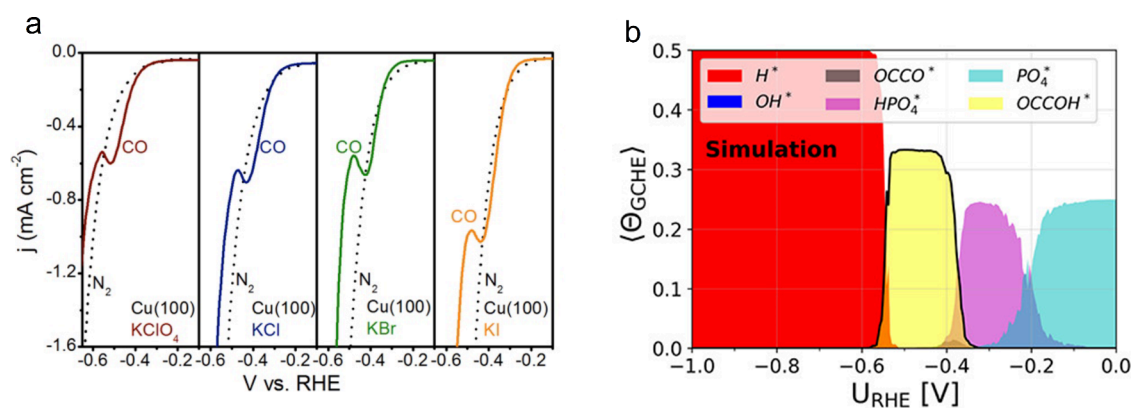 a
j (mA cm⁻²)
0.0
-0.4
-0.8
-1.2
-1.6
CO
N₂
Cu(100)
KClO₄
-0.6 -0.4 -0.2
CO
N₂
Cu(100)
KCl
-0.6 -0.4 -0.2
CO
N₂
Cu(100)
KBr
-0.6 -0.4 -0.2
CO
N₂
Cu(100)
KI
-0.6 -0.4 -0.2
V vs. RHE
b
⟨Θ_GCHE⟩
0.5
0.4
0.3
0.2
0.1
0.0
H* OCCO* PO₄*
OH* HPO₄* OCCOH*
Simulation
−1.0 −0.8 −0.6 −0.4 −0.2 0.0
U_RHE [V]